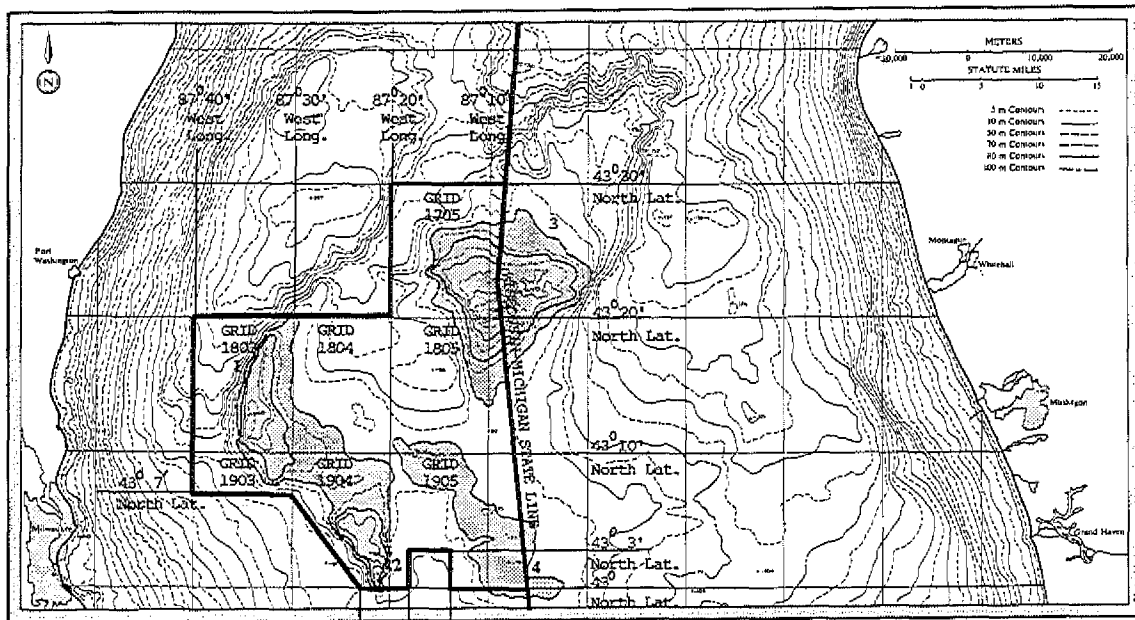 N
METERS
10,000 0 10,000 20,000
STATUTE MILES
5 0 5 10 15
5 m Contours
10 m Contours
50 m Contours
70 m Contours
80 m Contours
100 m Contours
87° 40' 87° 30' 87° 20' 87° 10'
West West West West
Long. Long. Long. Long.
43° 30'
North Lat.
GRID
1705
3
Port
Washington
Montague
Whitehall
43° 20'
North Lat.
GRID GRID GRID
1803 1804 1805
MICHIGAN STATE LINE
Muskegon
43° 10'
North Lat.
GRID GRID GRID
1903 1904 1905
43° 7'
North Lat.
Milwaukee
Grand Haven
43° 3'
North Lat.
2
4
43°
North Lat.